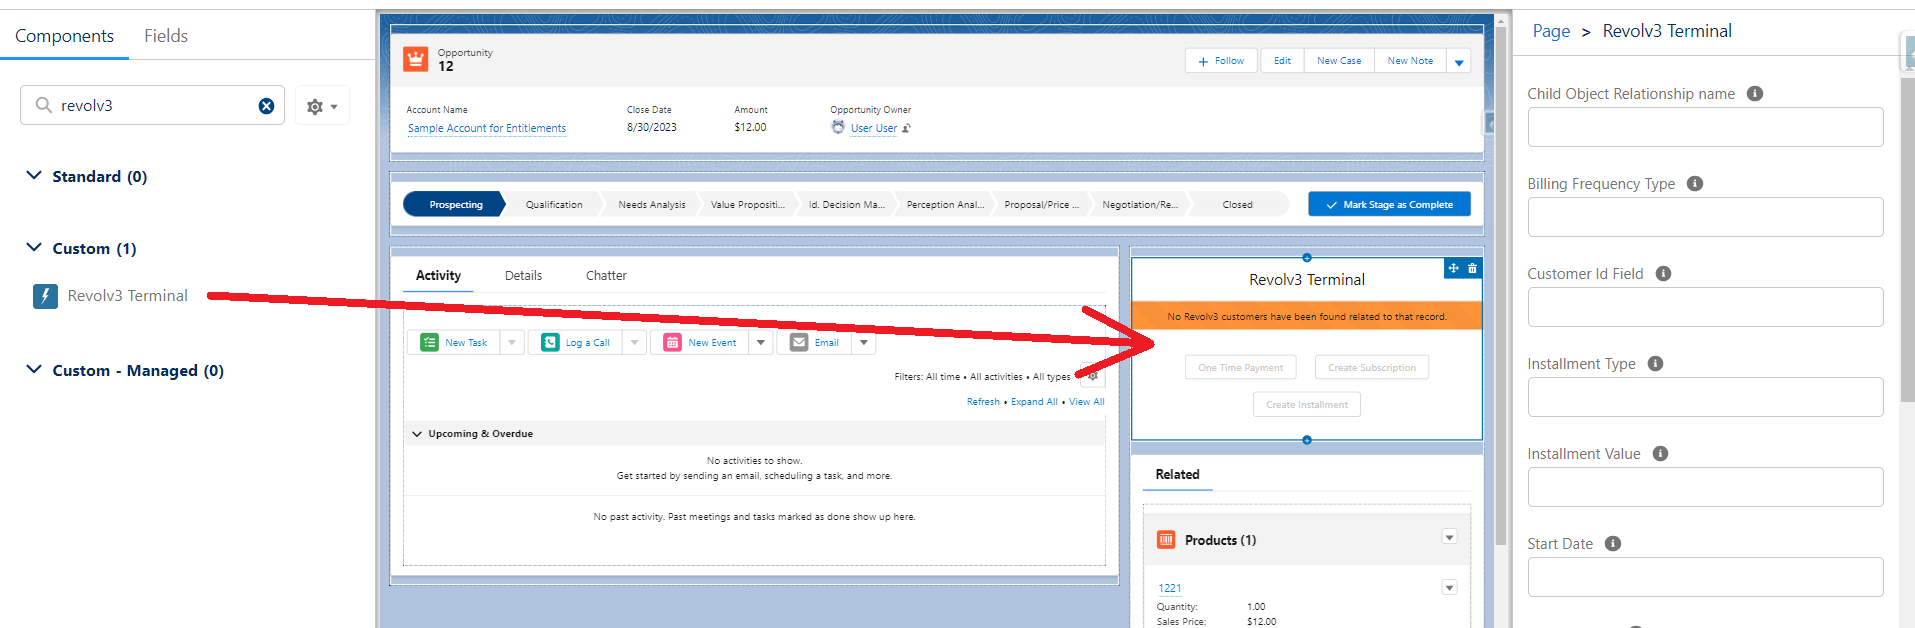 Components
Fields
revolv3
Standard (0)
Custom (1)
Revolv3 Terminal
Custom - Managed (0)
Opportunity
12
Follow
Edit
New Case
New Note
Account Name
Sample Account for Entitlements
Close Date
8/30/2023
Amount
$12.00
Opportunity Owner
User User
Prospecting
Qualification
Needs Analysis
Value Propositi...
Id. Decision Ma...
Perception Anal...
Proposal/Price ...
Negotiation/Re...
Closed
Mark Stage as Complete
Activity
Details
Chatter
New Task
Log a Call
New Event
Email
Filters: All time • All activities • All types
Refresh • Expand All • View All
Upcoming & Overdue
No activities to show.
Get started by sending an email, scheduling a task, and more.
No past activity. Past meetings and tasks marked as done show up here.
Revolv3 Terminal
No Revolv3 customers have been found related to that record.
One Time Payment
Create Subscription
Create Installment
Related
Products (1)
1221
Quantity: 1.00
Sales Price: $12.00
Page > Revolv3 Terminal
Child Object Relationship name
Billing Frequency Type
Customer Id Field
Installment Type
Installment Value
Start Date